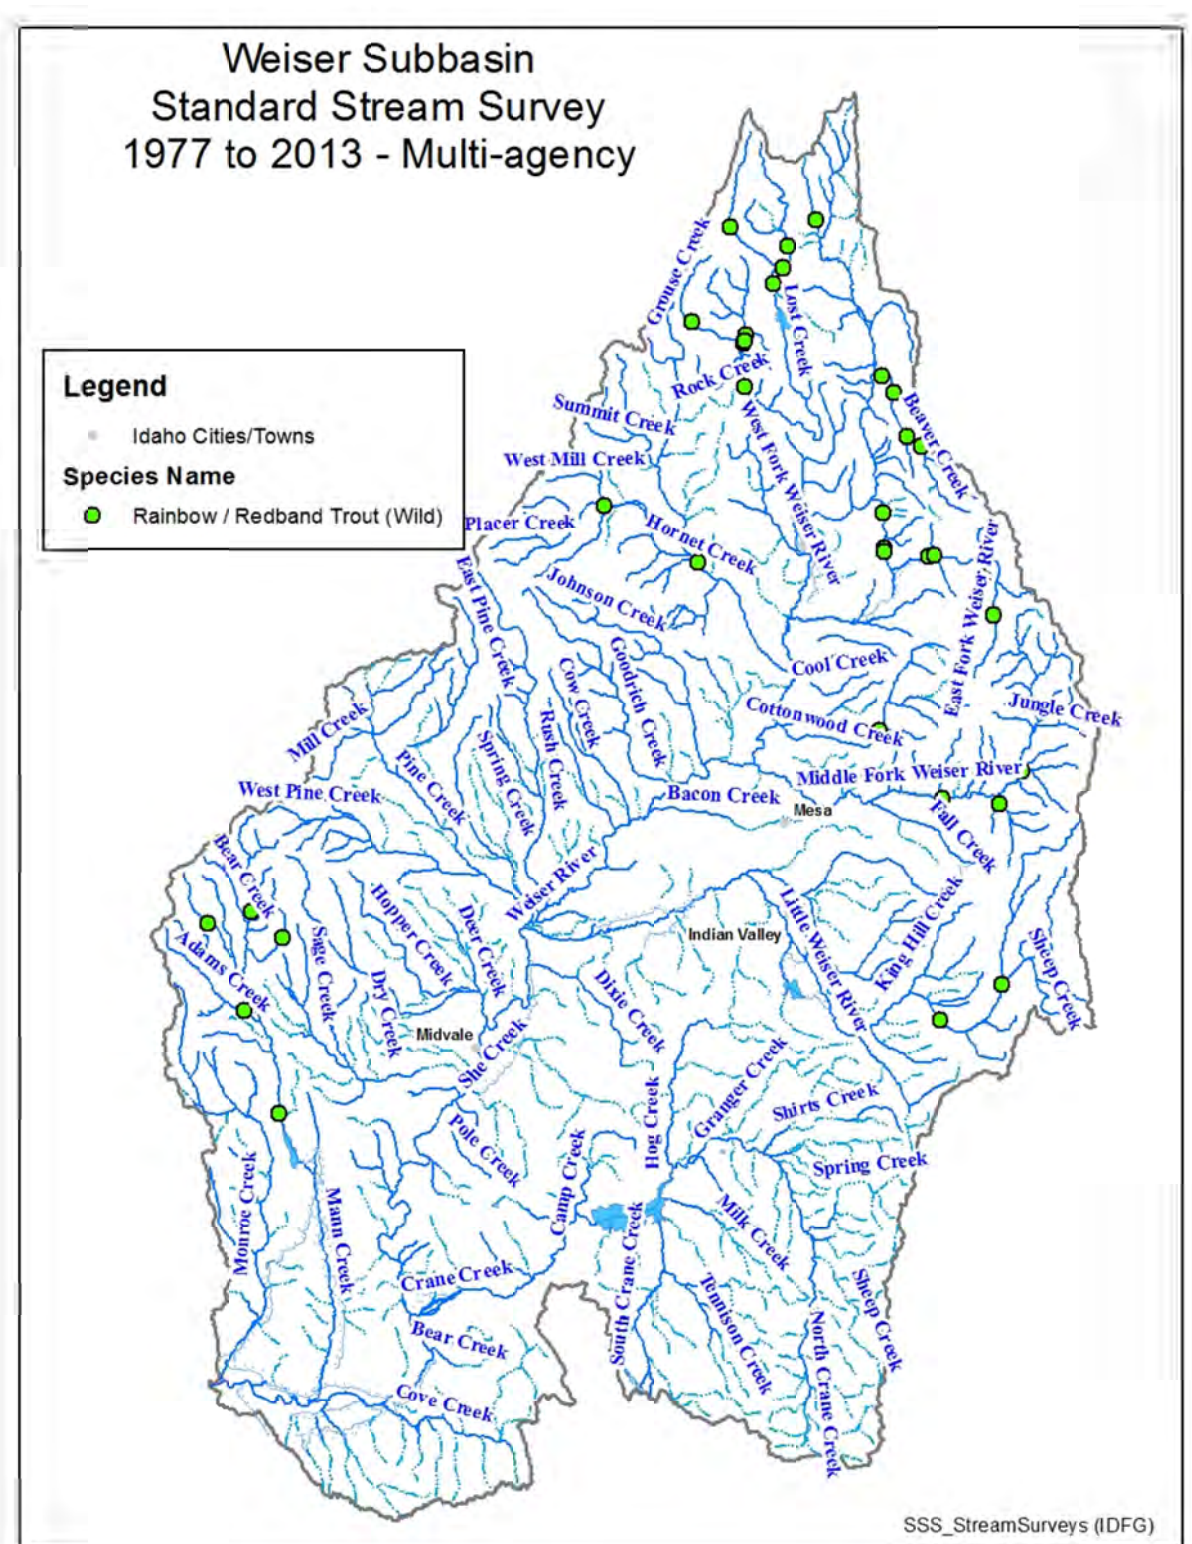 Weiser Subbasin
Standard Stream Survey
1977 to 2013 - Multi-agency
Legend
Idaho Cities/Towns
Species Name
Rainbow / Redband Trout (Wild)
Grouse Creek
Lost Creek
Rock Creek
Summit Creek
Beaver Creek
West Fork Weiser River
West Mill Creek
Placer Creek
Hornet Creek
East Pine Creek
Johnson Creek
East Fork Weiser River
Goodrich Creek
Cow Creek
Cool Creek
Jungle Creek
Mill Creek
Rush Creek
Cottonwood Creek
Spring Creek
Pine Creek
Middle Fork Weiser River
West Pine Creek
Bacon Creek
Mesa
Fall Creek
Bear Creek
Weiser River
Hopper Creek
Deer Creek
Little Weiser River
King Hill Creek
Indian Valley
Sage Creek
Adams Creek
Sheep Creek
Dry Creek
Dixie Creek
Midvale
She Creek
Granger Creek
Hog Creek
Shirts Creek
Pole Creek
Camp Creek
Spring Creek
Monroe Creek
Mann Creek
Milk Creek
Crane Creek
South Crane Creek
Tennison Creek
Sheep Creek
North Crane Creek
Bear Creek
Cove Creek
SSS_StreamSurveys (IDFG)